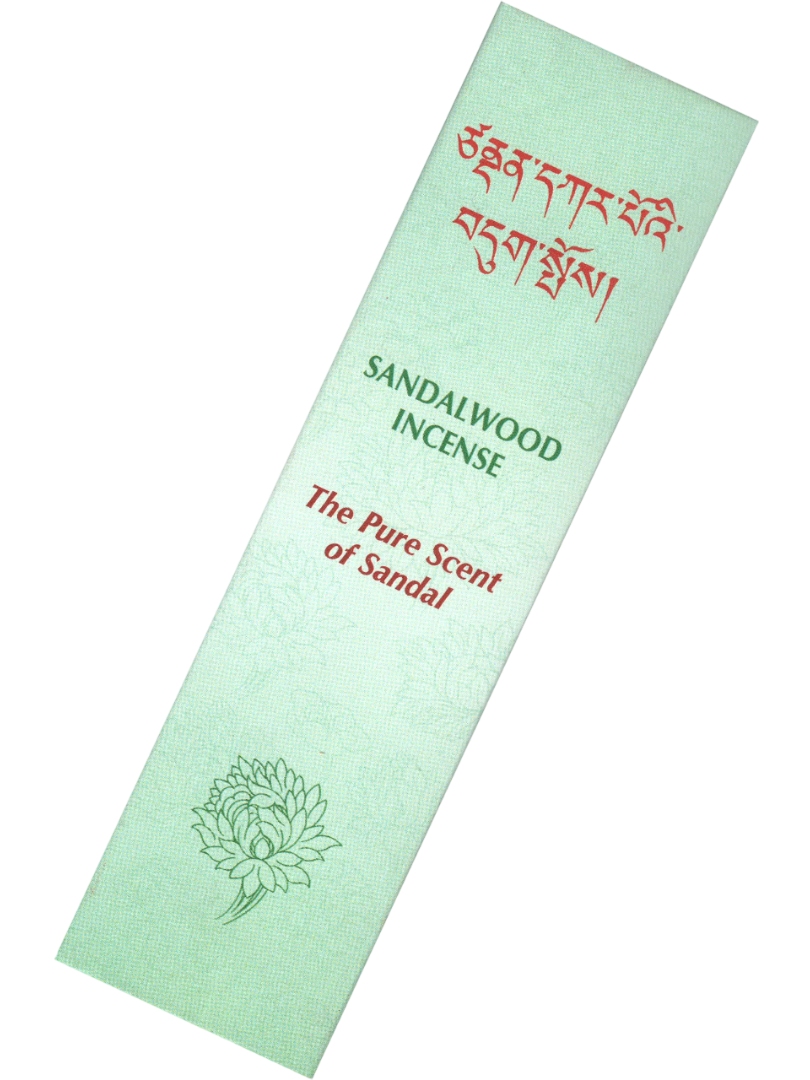 ཙནྡན་དཀར་པོའི་
བདུག་སྤོས།
SANDALWOOD
INCENSE
The Pure Scent
of Sandal